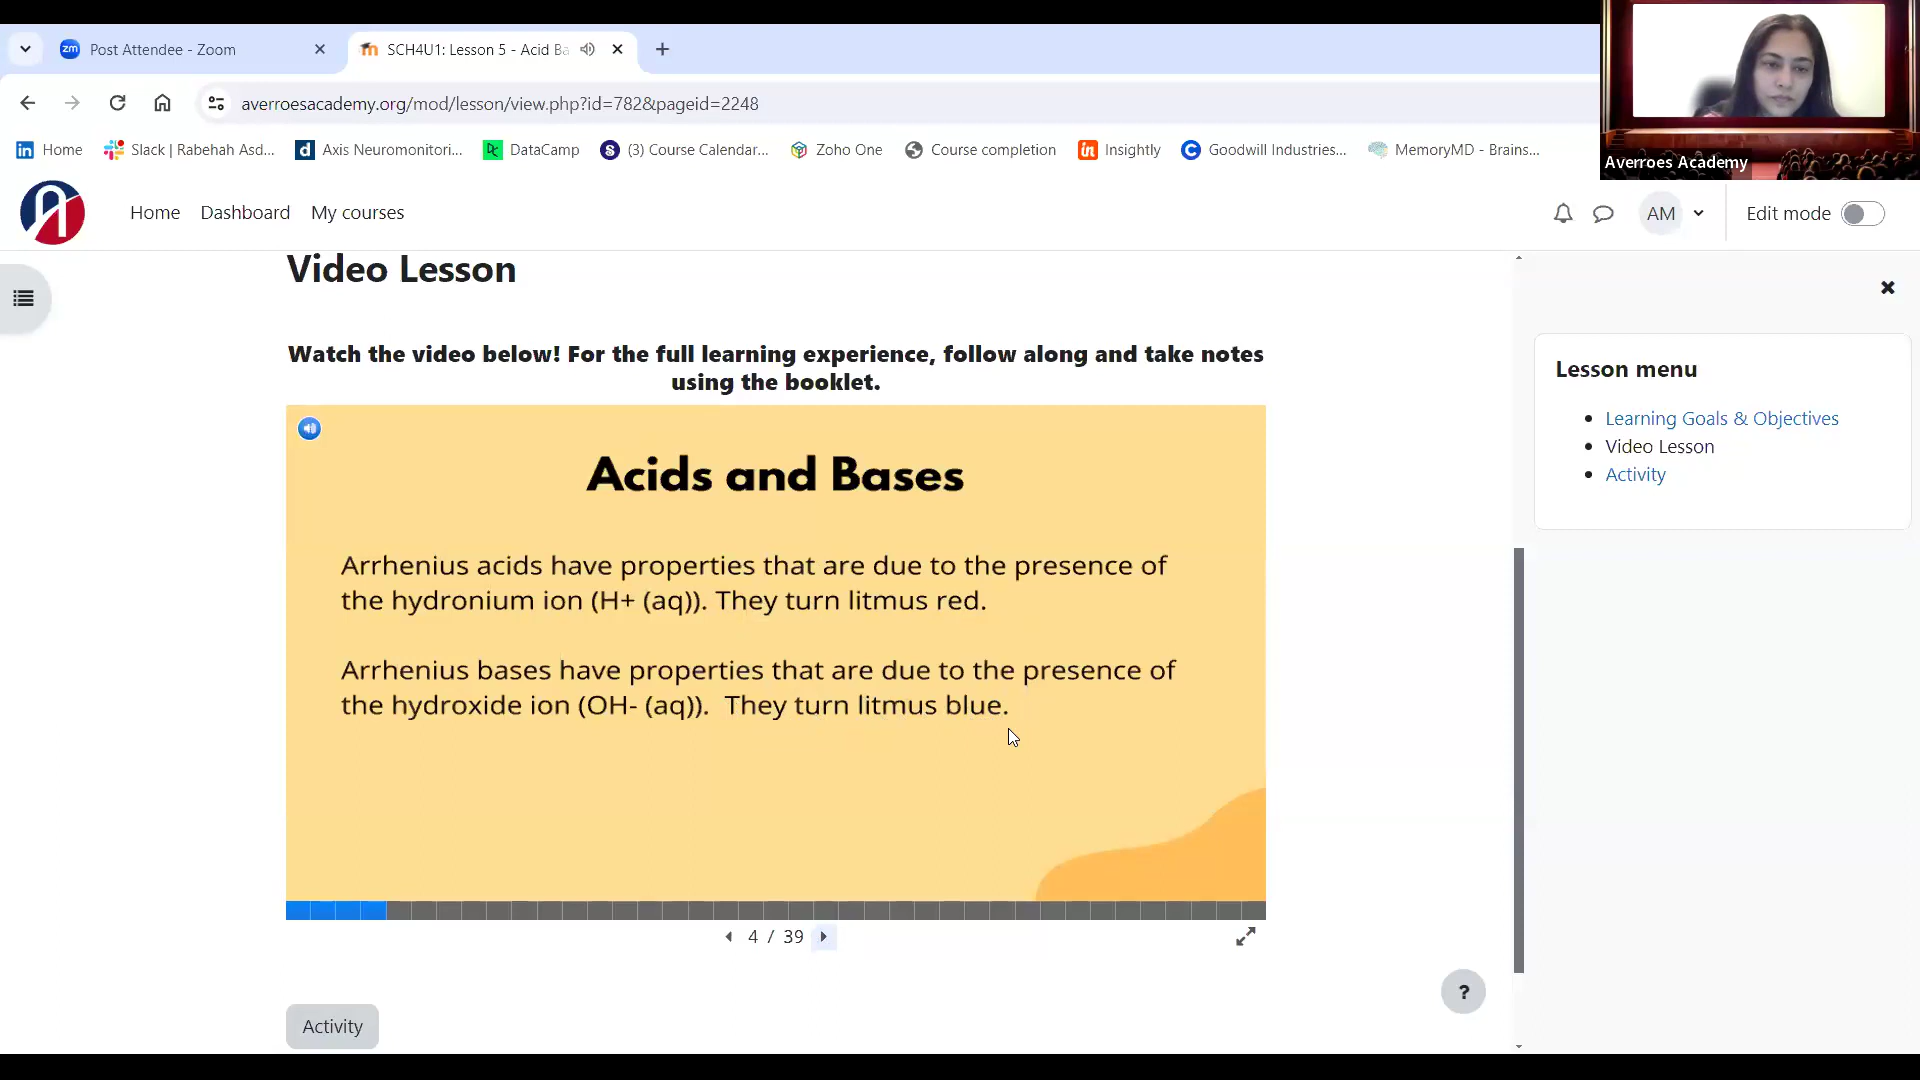 zm Post Attendee - Zoom
SCH4U1: Lesson 5 - Acid Ba
averroesacademy.org/mod/lesson/view.php?id=782&pageid=2248
Home
Slack | Rabehah Asd...
Axis Neuromonitori...
DataCamp
(3) Course Calendar...
Zoho One
Course completion
Insightly
Goodwill Industries...
MemoryMD - Brains...
Averroes Academy
Home
Dashboard
My courses
AM
Edit mode
Video Lesson
Watch the video below! For the full learning experience, follow along and take notes
using the booklet.
Acids and Bases
Arrhenius acids have properties that are due to the presence of
the hydronium ion (H+ (aq)). They turn litmus red.
Arrhenius bases have properties that are due to the presence of
the hydroxide ion (OH- (aq)). They turn litmus blue.
4 / 39
Activity
?
Lesson menu
Learning Goals & Objectives
Video Lesson
Activity